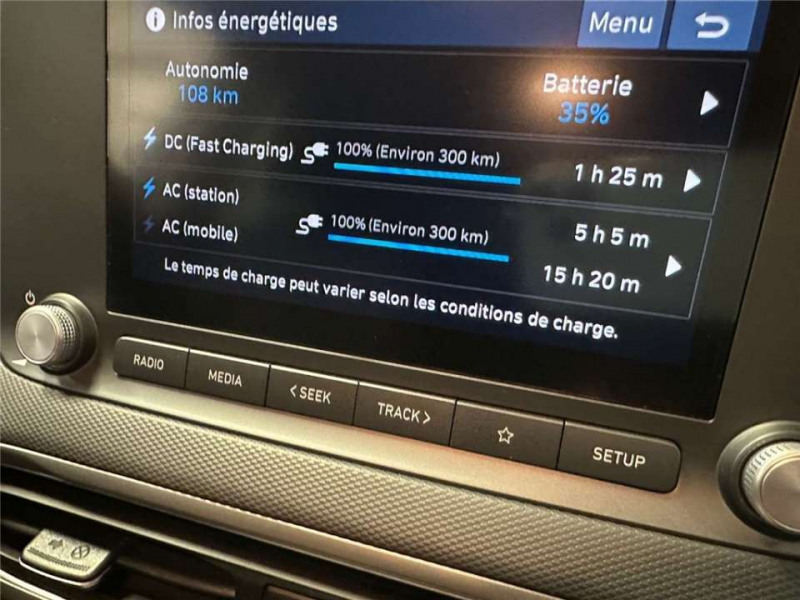 Infos énergétiques
Menu
Autonomie
108 km
Batterie
35%
DC (Fast Charging)
100% (Environ 300 km)
1 h 25 m
AC (station)
AC (mobile)
100% (Environ 300 km)
5 h 5 m
15 h 20 m
Le temps de charge peut varier selon les conditions de charge.
RADIO
MEDIA
<SEEK
TRACK>
SETUP